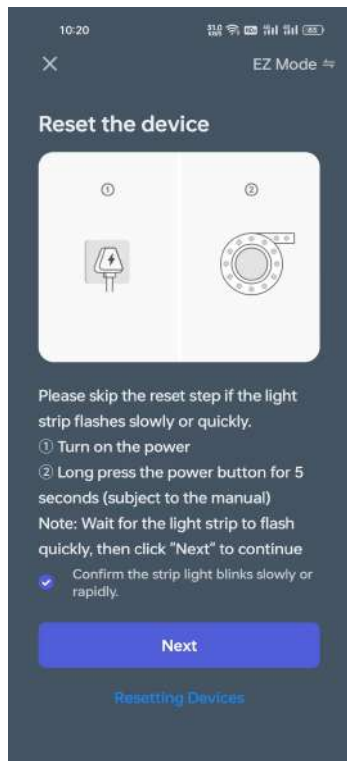 10:20
EZ Mode
Reset the device
①
②
Please skip the reset step if the light
strip flashes slowly or quickly.
① Turn on the power
② Long press the power button for 5
seconds (subject to the manual)
Note: Wait for the light strip to flash
quickly, then click "Next" to continue
Confirm the strip light blinks slowly or
rapidly.
Next
Resetting Devices